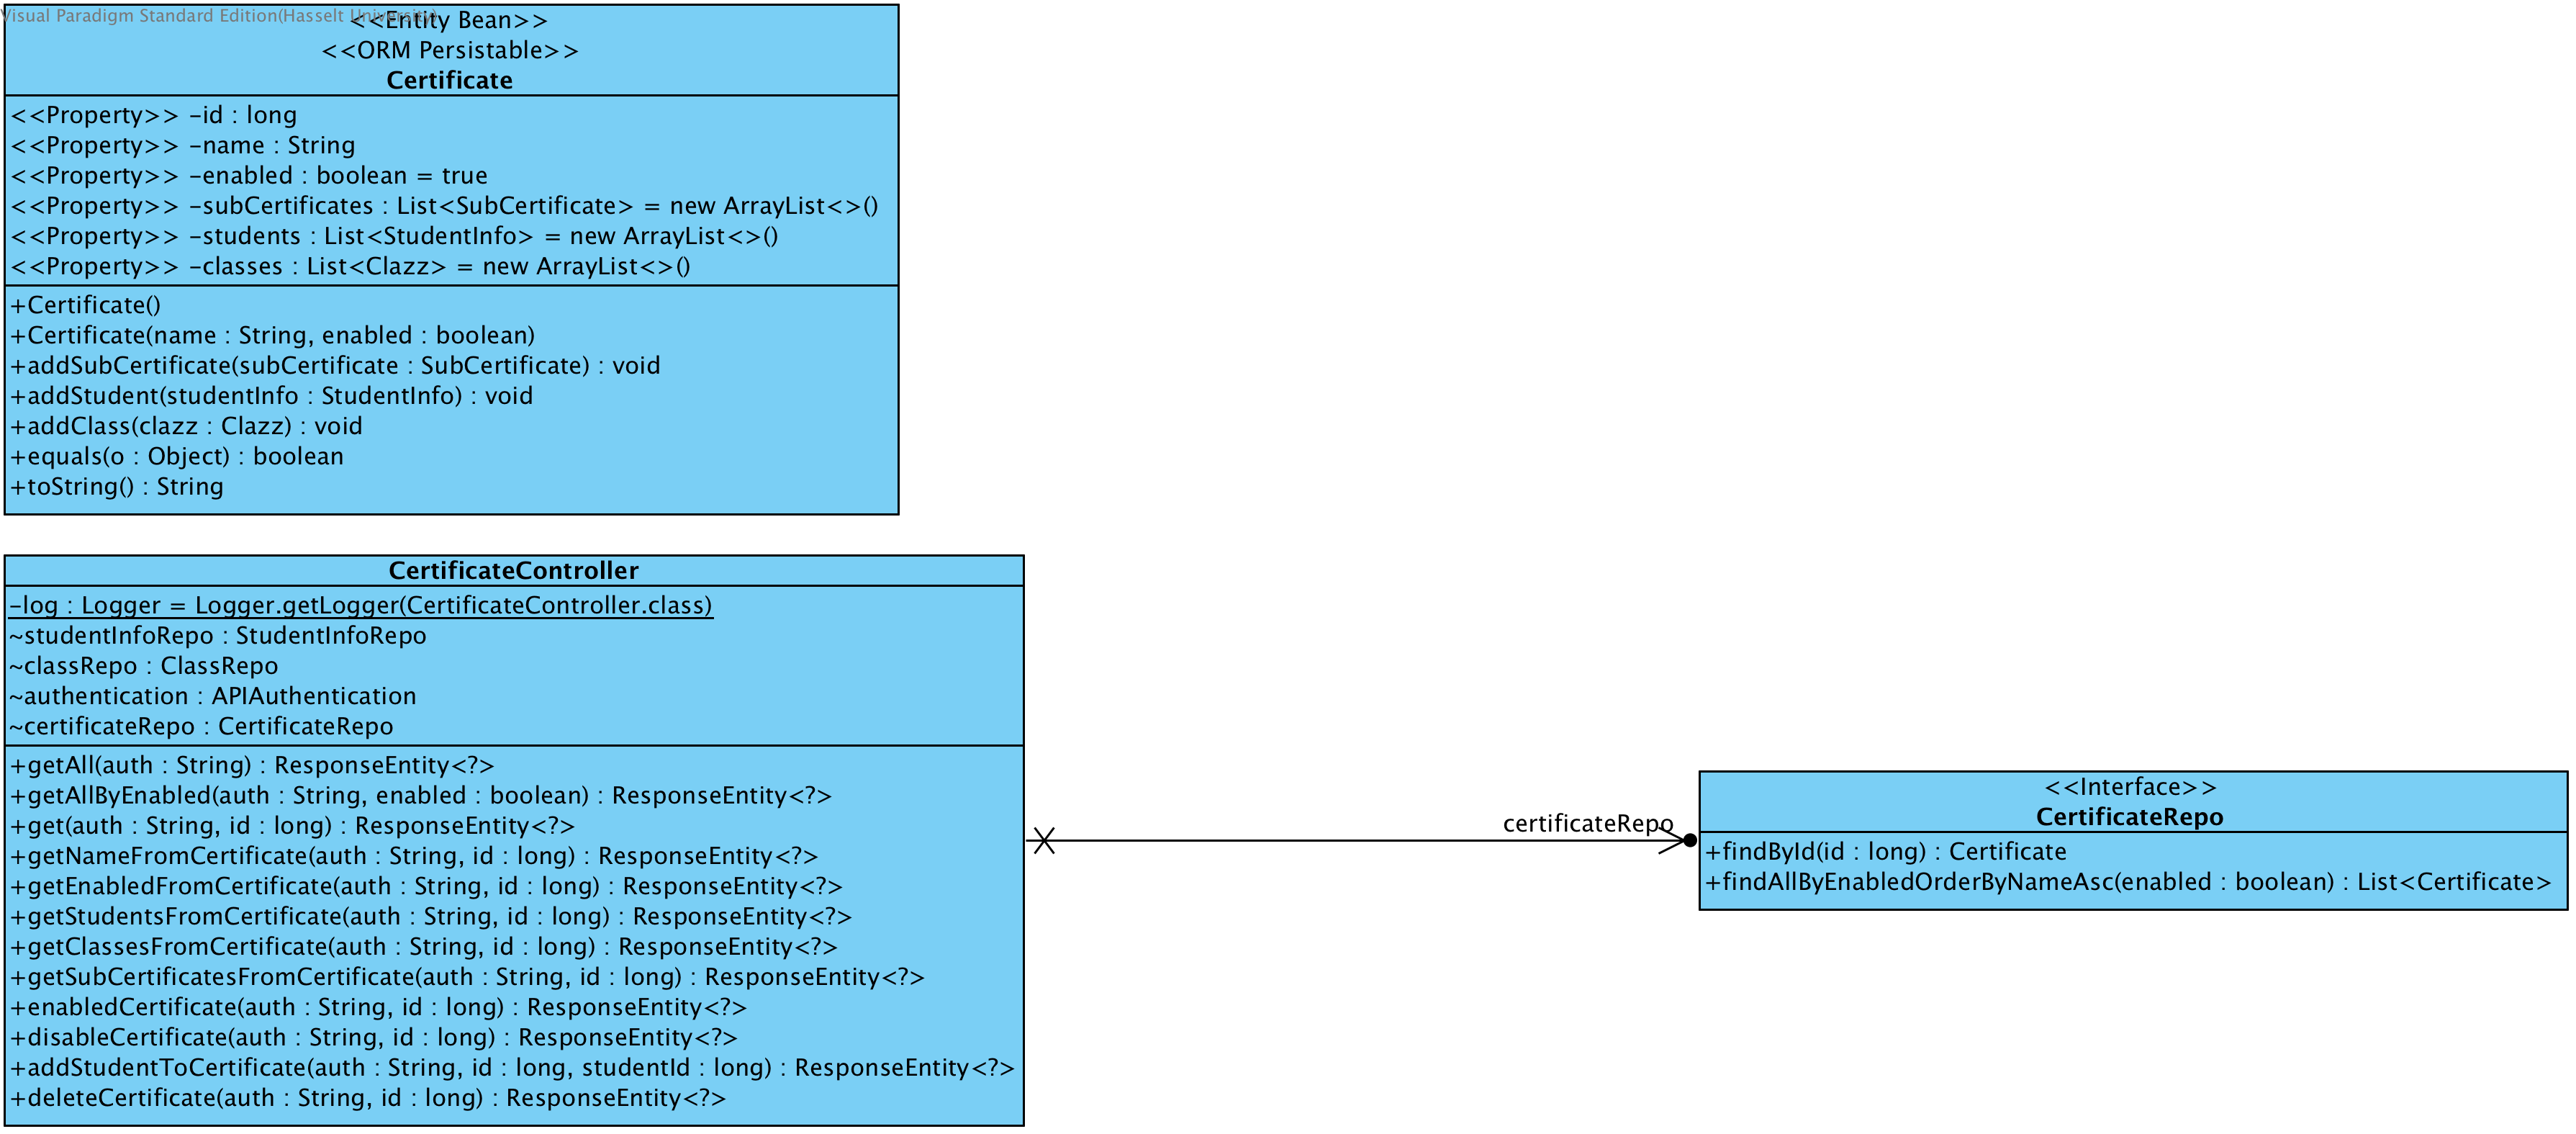 Visual Paradigm Standard Edition(Hasselt University)
<<Entity Bean>>
<<ORM Persistable>>
Certificate
<<Property>> -id : long
<<Property>> -name : String
<<Property>> -enabled : boolean = true
<<Property>> -subCertificates : List<SubCertificate> = new ArrayList<>()
<<Property>> -students : List<StudentInfo> = new ArrayList<>()
<<Property>> -classes : List<Clazz> = new ArrayList<>()
+Certificate()
+Certificate(name : String, enabled : boolean)
+addSubCertificate(subCertificate : SubCertificate) : void
+addStudent(studentInfo : StudentInfo) : void
+addClass(clazz : Clazz) : void
+equals(o : Object) : boolean
+toString() : String
CertificateController
-log : Logger = Logger.getLogger(CertificateController.class)
~studentInfoRepo : StudentInfoRepo
~classRepo : ClassRepo
~authentication : APIAuthentication
~certificateRepo : CertificateRepo
+getAll(auth : String) : ResponseEntity<?>
+getAllByEnabled(auth : String, enabled : boolean) : ResponseEntity<?>
+get(auth : String, id : long) : ResponseEntity<?>
+getNameFromCertificate(auth : String, id : long) : ResponseEntity<?>
+getEnabledFromCertificate(auth : String, id : long) : ResponseEntity<?>
+getStudentsFromCertificate(auth : String, id : long) : ResponseEntity<?>
+getClassesFromCertificate(auth : String, id : long) : ResponseEntity<?>
+getSubCertificatesFromCertificate(auth : String, id : long) : ResponseEntity<?>
+enabledCertificate(auth : String, id : long) : ResponseEntity<?>
+disableCertificate(auth : String, id : long) : ResponseEntity<?>
+addStudentToCertificate(auth : String, id : long, studentId : long) : ResponseEntity<?>
+deleteCertificate(auth : String, id : long) : ResponseEntity<?>
certificateRepo
<<Interface>>
CertificateRepo
+findById(id : long) : Certificate
+findAllByEnabledOrderByNameAsc(enabled : boolean) : List<Certificate>